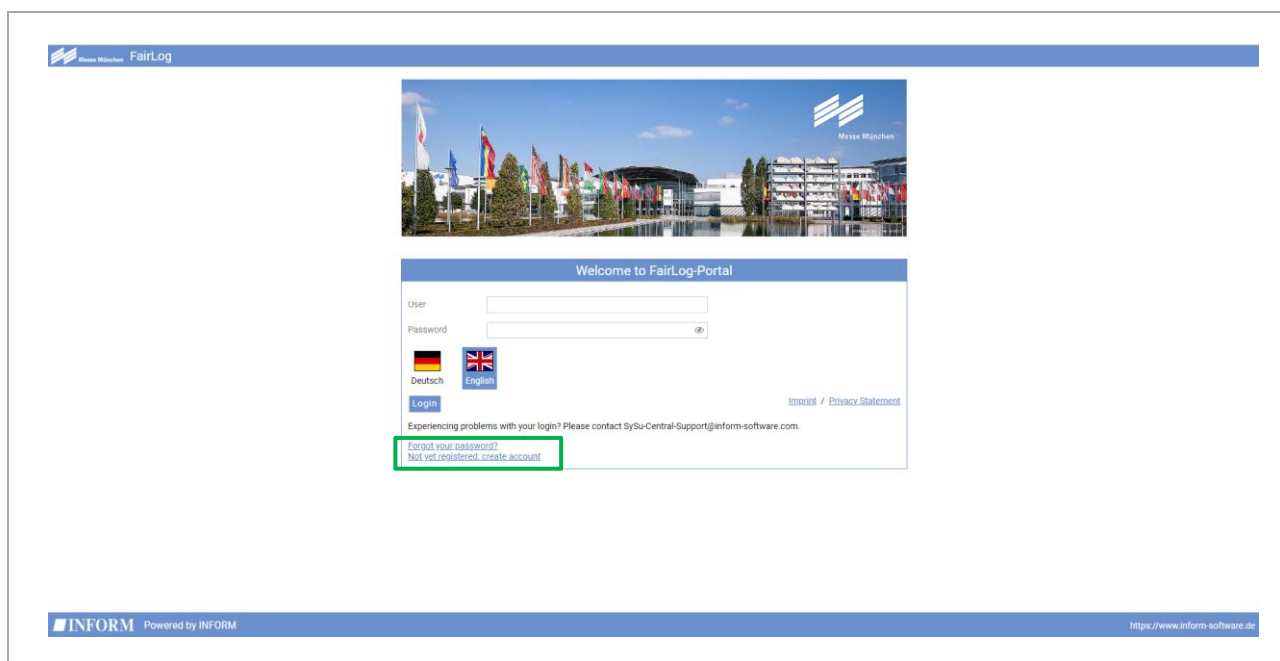 Messe München FairLog
Messe München
Welcome to FairLog-Portal
User
Password
Deutsch English
Login
Imprint / Privacy Statement
Experiencing problems with your login? Please contact SySu-Central-Support@inform-software.com.
Forgot your password?
Not yet registered, create account
INFORM Powered by INFORM
https://www.inform-software.de